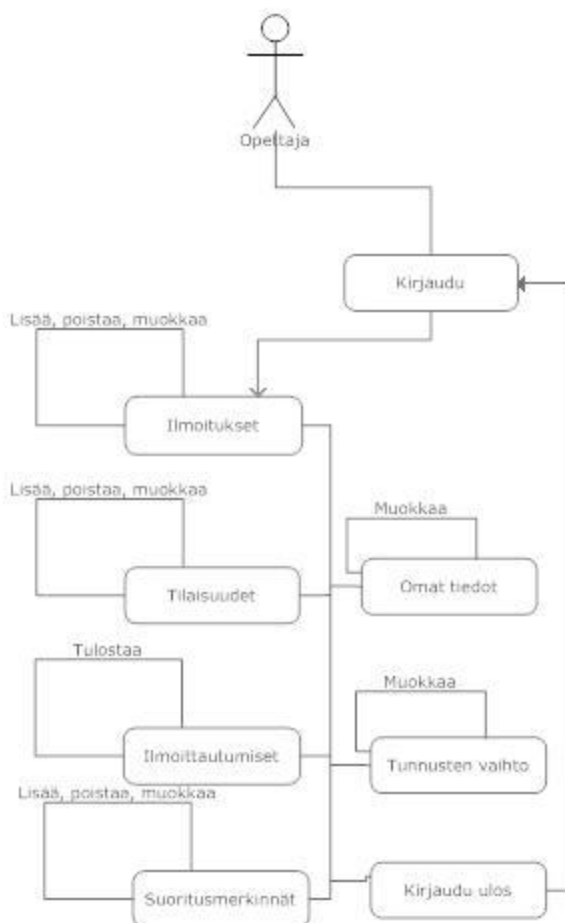 Opettaja
Kirjaudu
Lisää, poistaa, muokkaa
Ilmoitukset
Lisää, poistaa, muokkaa
Muokkaa
Tilaisuudet
Omat tiedot
Tulostaa
Muokkaa
Ilmoittautumiset
Tunnusten vaihto
Lisää, poistaa, muokkaa
Suoritusmerkinnät
Kirjaudu ulos